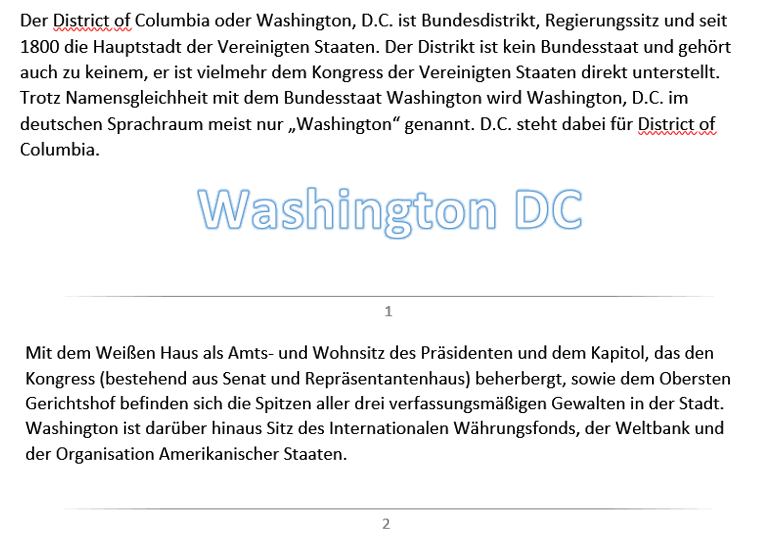 Der District of Columbia oder Washington, D.C. ist Bundesdistrikt, Regierungssitz und seit
1800 die Hauptstadt der Vereinigten Staaten. Der Distrikt ist kein Bundesstaat und gehört
auch zu keinem, er ist vielmehr dem Kongress der Vereinigten Staaten direkt unterstellt.
Trotz Namensgleichheit mit dem Bundesstaat Washington wird Washington, D.C. im
deutschen Sprachraum meist nur „Washington“ genannt. D.C. steht dabei für District of
Columbia.
Washington DC
1
Mit dem Weißen Haus als Amts- und Wohnsitz des Präsidenten und dem Kapitol, das den
Kongress (bestehend aus Senat und Repräsentantenhaus) beherbergt, sowie dem Obersten
Gerichtshof befinden sich die Spitzen aller drei verfassungsmäßigen Gewalten in der Stadt.
Washington ist darüber hinaus Sitz des Internationalen Währungsfonds, der Weltbank und
der Organisation Amerikanischer Staaten.
2